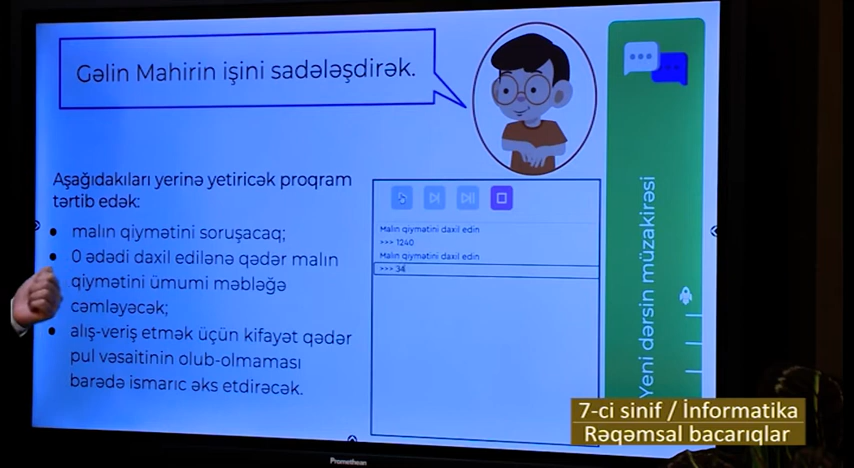 Gəlin Mahirin işini sadələşdirək.
Aşağıdakıları yerinə yetiricək proqram
tərtib edək:
malın qiymətini soruşacaq;
0 ədədi daxil edilənə qədər malın
qiymətini ümumi məbləğə
cəmləyəcək;
alış-veriş etmək üçün kifayət qədər
pul vəsaitinin olub-olmaması
barədə ismarıc əks etdirəcək.
Malın qiymətini daxil edin
>>> 1240
Malın qiymətini daxil edin
>>> 34
Yeni dərsin müzakirəsi
7-ci sinif / İnformatika
Rəqəmsal bacarıqlar
Promethean